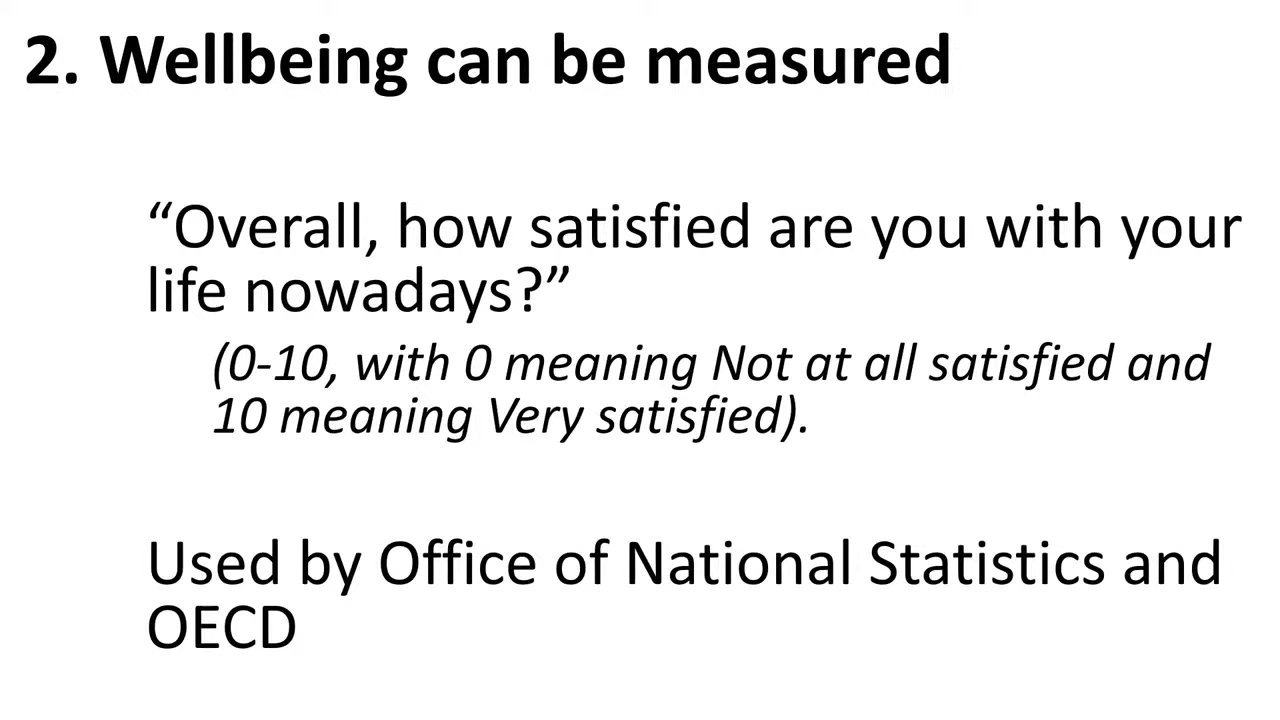 2. Wellbeing can be measured
“Overall, how satisfied are you with your
life nowadays?”
(0-10, with 0 meaning Not at all satisfied and
10 meaning Very satisfied).
Used by Office of National Statistics and
OECD